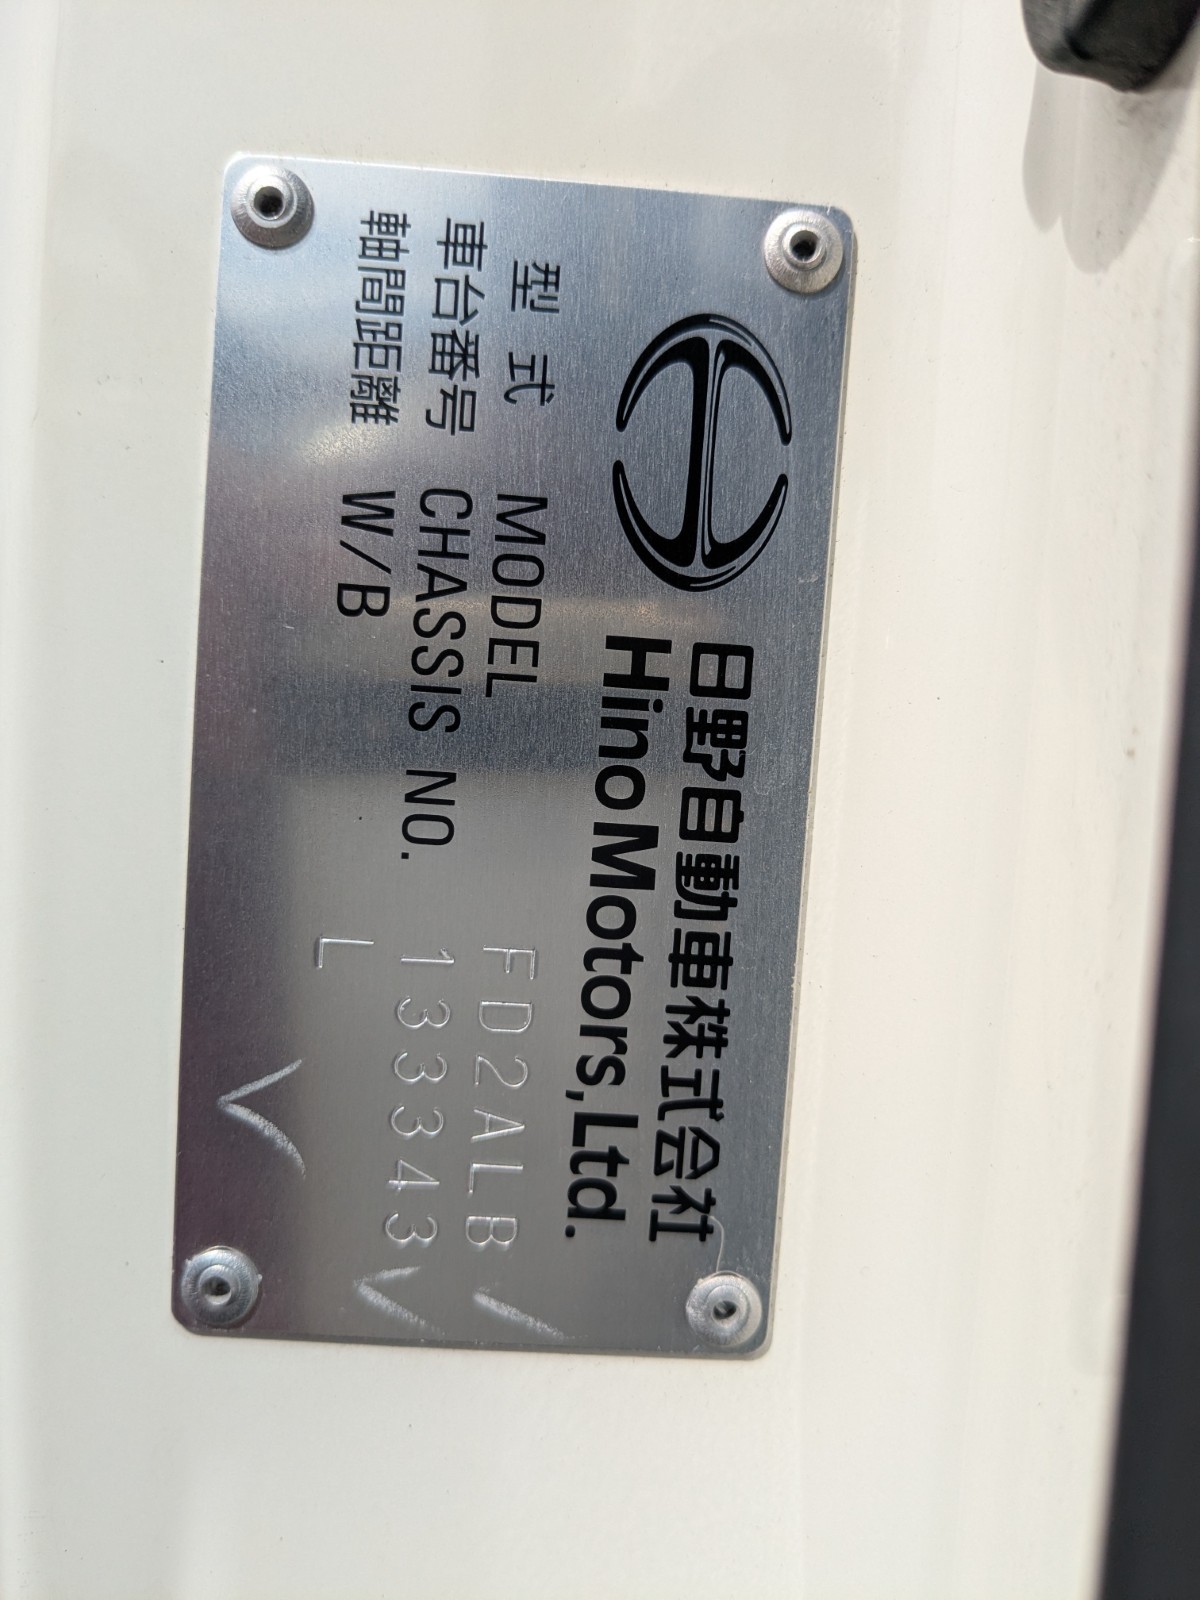 日野自動車株式会社
Hino Motors,Ltd.
型式 MODEL FD2ALB
車台番号 CHASSIS NO. 133343
軸間距離 W/B L